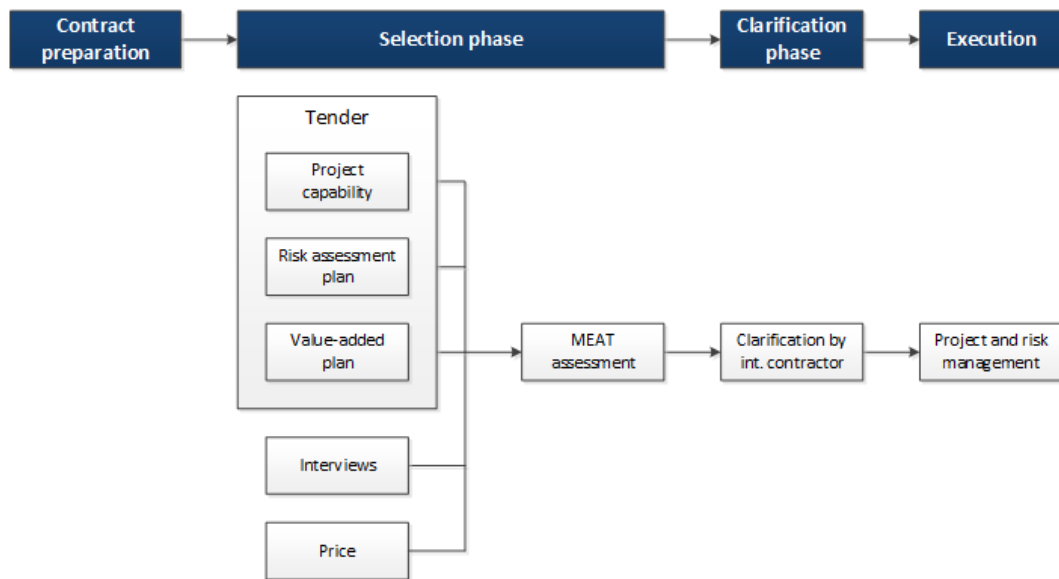 Contract
preparation
Selection phase
Clarification
phase
Execution
Tender
Project
capability
Risk assessment
plan
Value-added
plan
MEAT
assessment
Clarification by
int. contractor
Project and risk
management
Interviews
Price